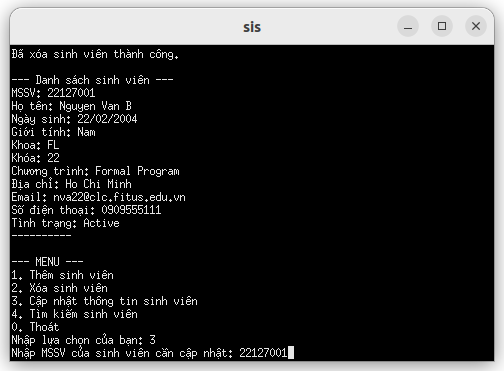 sis
Đã xóa sinh viên thành công.
--- Danh sách sinh viên ---
MSSV: 22127001
Họ tên: Nguyen Van B
Ngày sinh: 22/02/2004
Giới tính: Nam
Khoa: FL
Khóa: 22
Chương trình: Formal Program
Địa chỉ: Ho Chi Minh
Email: nva22@clc.fitus.edu.vn
Số điện thoại: 0909555111
Tình trạng: Active
----------
--- MENU ---
1. Thêm sinh viên
2. Xóa sinh viên
3. Cập nhật thông tin sinh viên
4. Tìm kiếm sinh viên
0. Thoát
Nhập lựa chọn của bạn: 3
Nhập MSSV của sinh viên cần cập nhật: 22127001